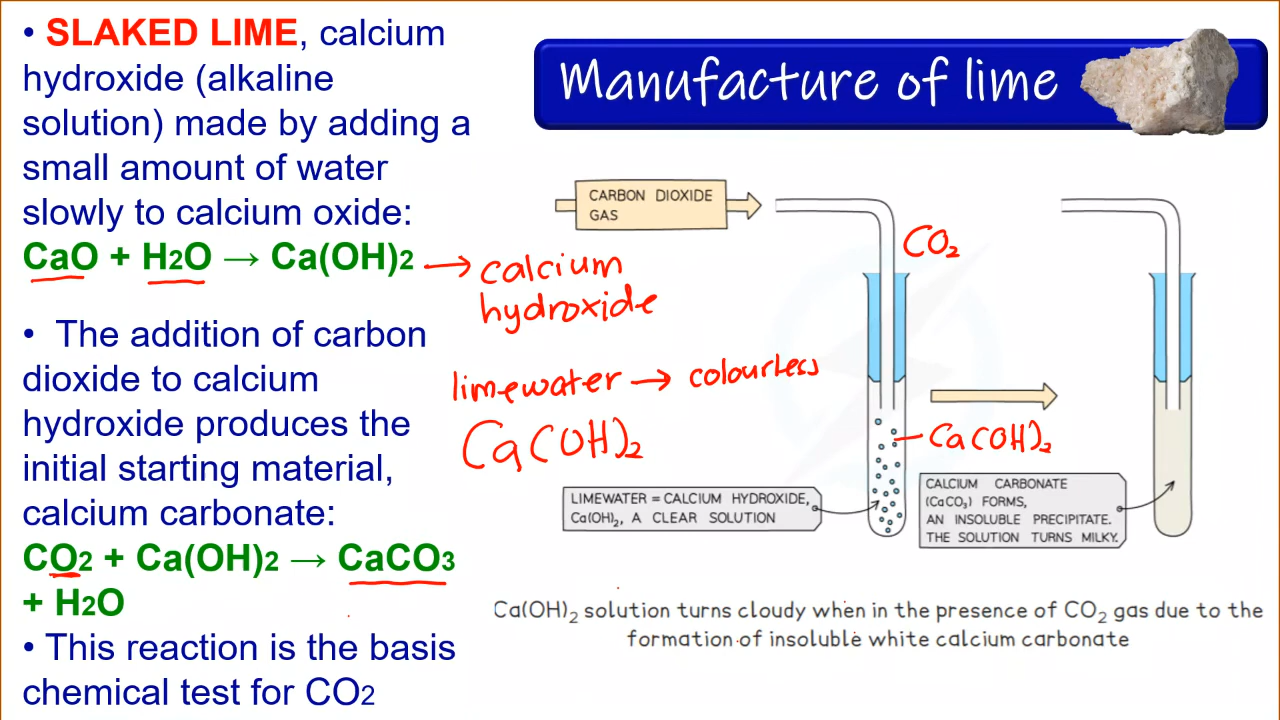 • SLAKED LIME, calcium
hydroxide (alkaline
solution) made by adding a
small amount of water
slowly to calcium oxide:
CaO + H2O → Ca(OH)2
→ calcium
hydroxide
• The addition of carbon
dioxide to calcium
hydroxide produces the
initial starting material,
calcium carbonate:
CO2 + Ca(OH)2 → CaCO3
+ H2O
• This reaction is the basis
chemical test for CO2
limewater → colourless
Ca(OH)2
Manufacture of lime
CARBON DIOXIDE
GAS
CO2
Ca(OH)2
LIMEWATER = CALCIUM HYDROXIDE,
Ca(OH)2, A CLEAR SOLUTION
CALCIUM CARBONATE
(CaCO3) FORMS,
AN INSOLUBLE PRECIPITATE.
THE SOLUTION TURNS MILKY.
Ca(OH)2 solution turns cloudy when in the presence of CO2 gas due to the
formation of insoluble white calcium carbonate